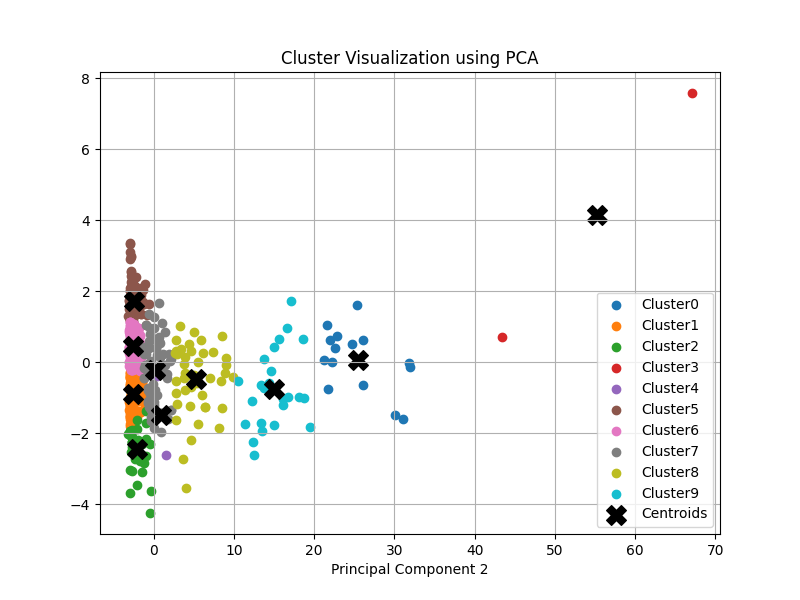 Cluster Visualization using PCA
8
6
4
2
0
−2
−4
Cluster0
Cluster1
Cluster2
Cluster3
Cluster4
Cluster5
Cluster6
Cluster7
Cluster8
Cluster9
Centroids
0 10 20 30 40 50 60 70
Principal Component 2